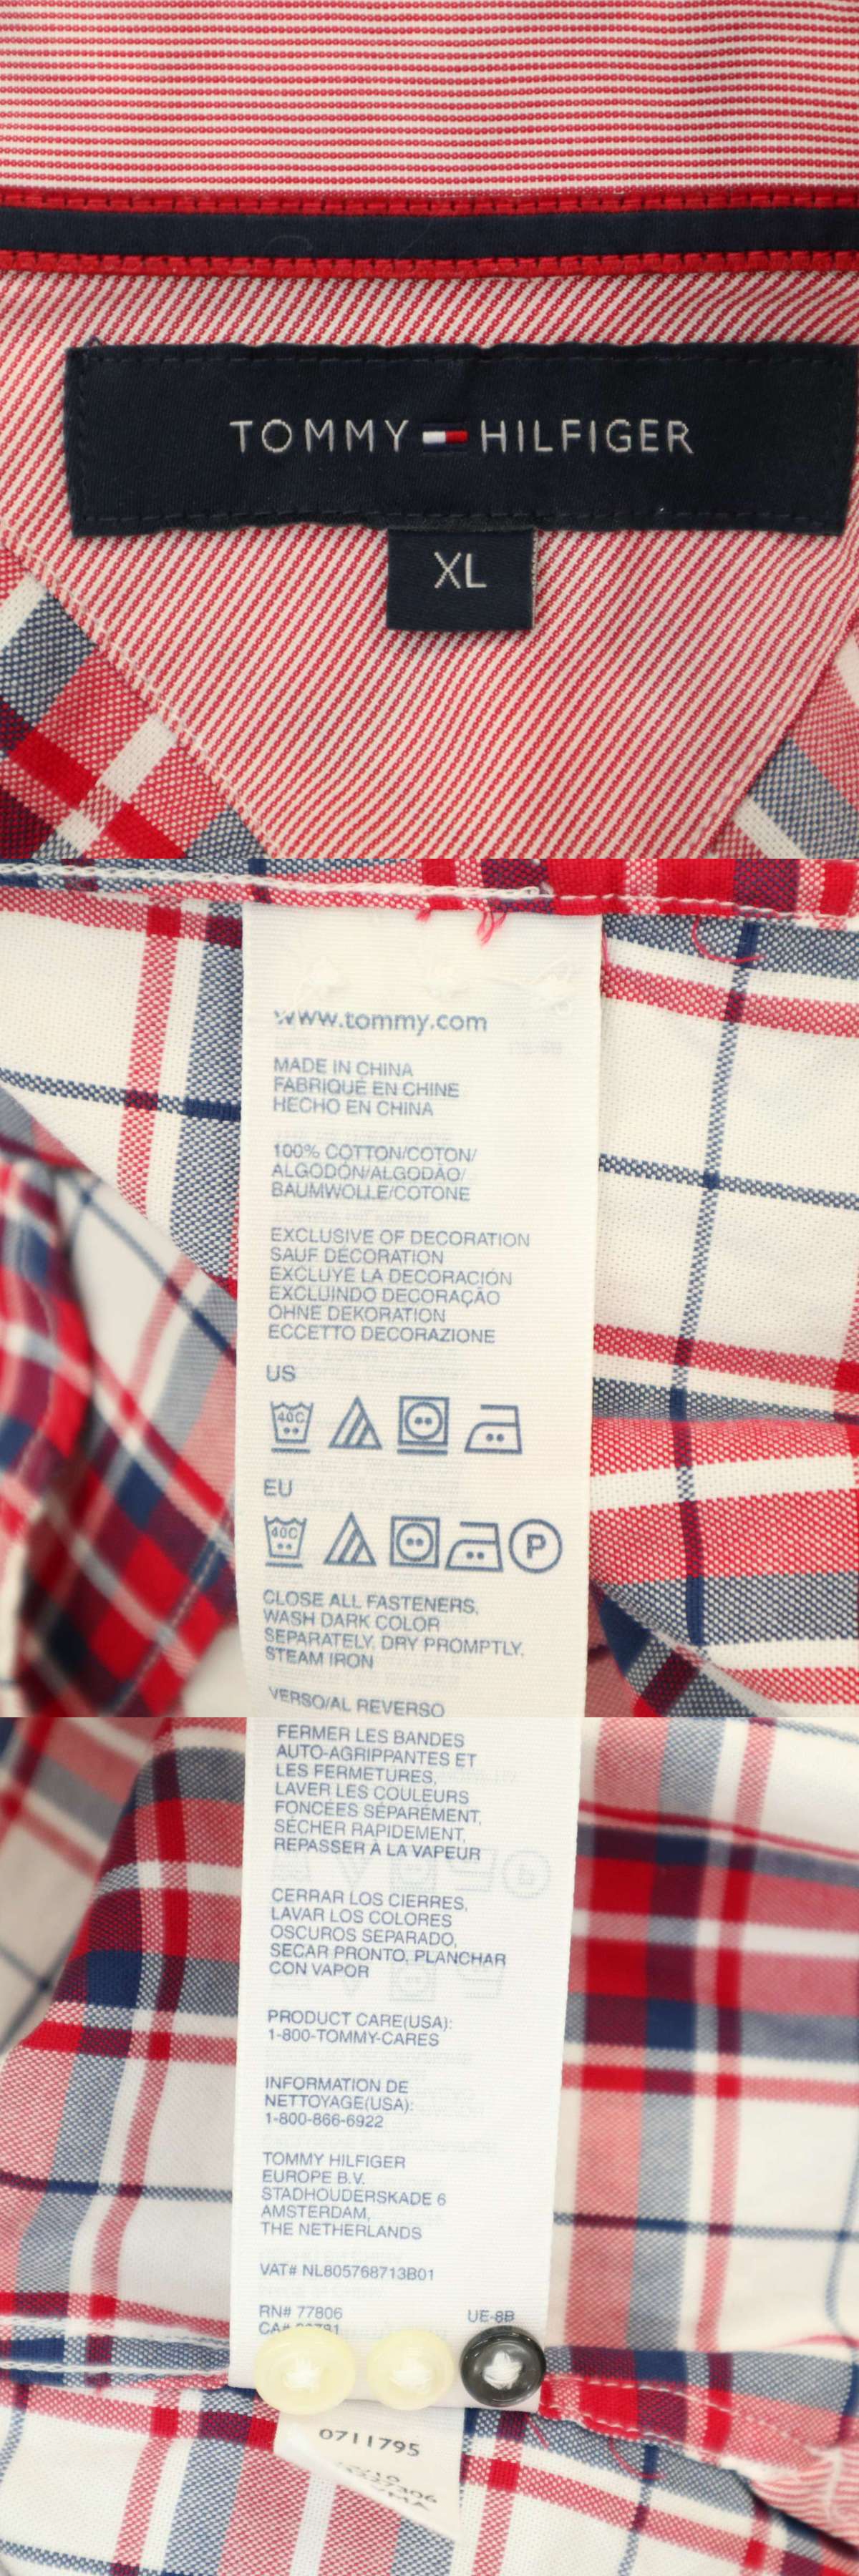 TOMMY HILFIGER
XL
www.tommy.com
MADE IN CHINA
FABRIQUÉ EN CHINE
HECHO EN CHINA
100% COTTON/COTON/
ALGODÓN/ALGODÃO/
BAUMWOLLE/COTONE
EXCLUSIVE OF DECORATION
SAUF DÉCORATION
EXCLUYE LA DECORACIÓN
EXCLUINDO DECORAÇÃO
OHNE DEKORATION
ECCETTO DECORAZIONE
US
40C
EU
40C P
CLOSE ALL FASTENERS,
WASH DARK COLOR
SEPARATELY, DRY PROMPTLY,
STEAM IRON
VERSO/AL REVERSO
FERMER LES BANDES
AUTO-AGRIPPANTES ET
LES FERMETURES,
LAVER LES COULEURS
FONCÉES SÉPARÉMENT,
SÉCHER RAPIDEMENT,
REPASSER À LA VAPEUR
CERRAR LOS CIERRES,
LAVAR LOS COLORES
OSCUROS SEPARADO,
SECAR PRONTO, PLANCHAR
CON VAPOR
PRODUCT CARE(USA):
1-800-TOMMY-CARES
INFORMATION DE
NETTOYAGE(USA):
1-800-866-6922
TOMMY HILFIGER
EUROPE B.V.
STADHOUDERSKADE 6
AMSTERDAM,
THE NETHERLANDS
VAT# NL805768713B01
RN# 77806 UE-8B
CA#
0711795